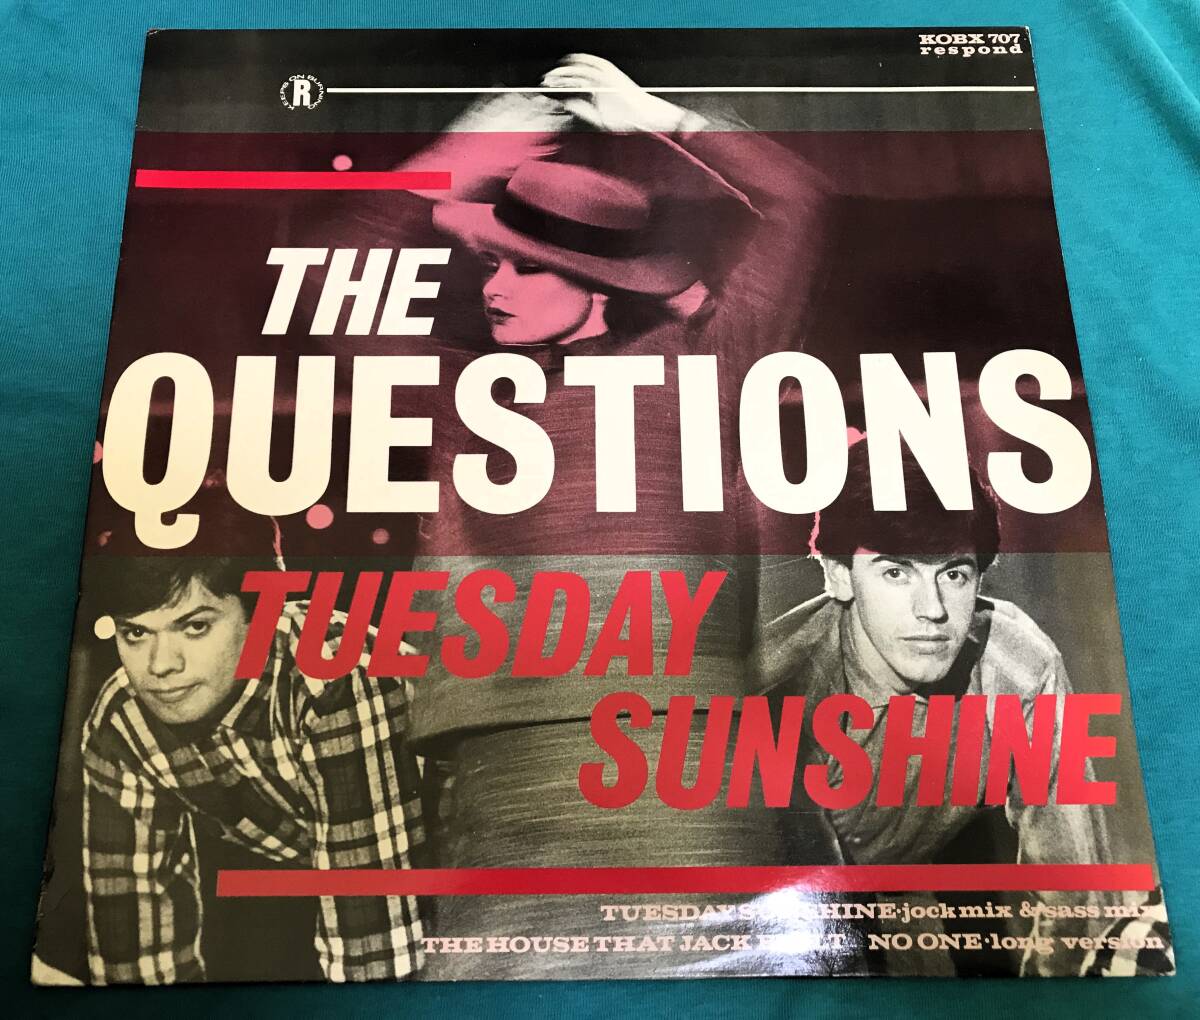 KOBX 707
respond
KEEPS ON BURNING
R
THE
QUESTIONS
TUESDAY
SUNSHINE
TUESDAY SUNSHINE·jock mix & sass mix
THE HOUSE THAT JACK BUILT NO ONE·long version